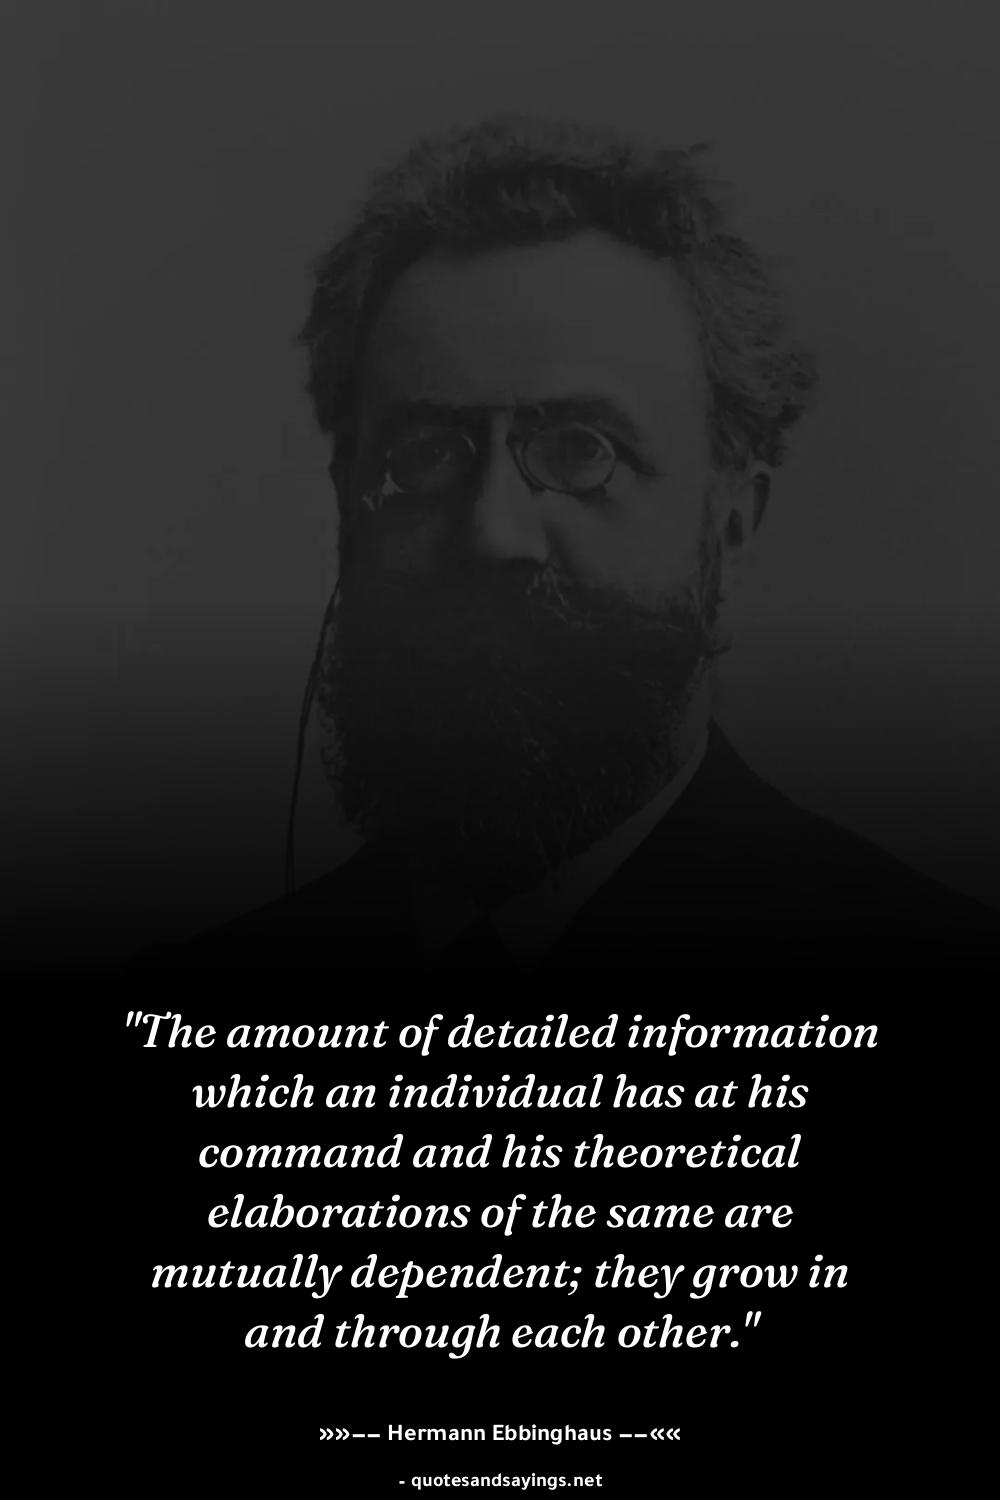 "The amount of detailed information
which an individual has at his
command and his theoretical
elaborations of the same are
mutually dependent; they grow in
and through each other."
»»–– Hermann Ebbinghaus ––««
- quotesandsayings.net